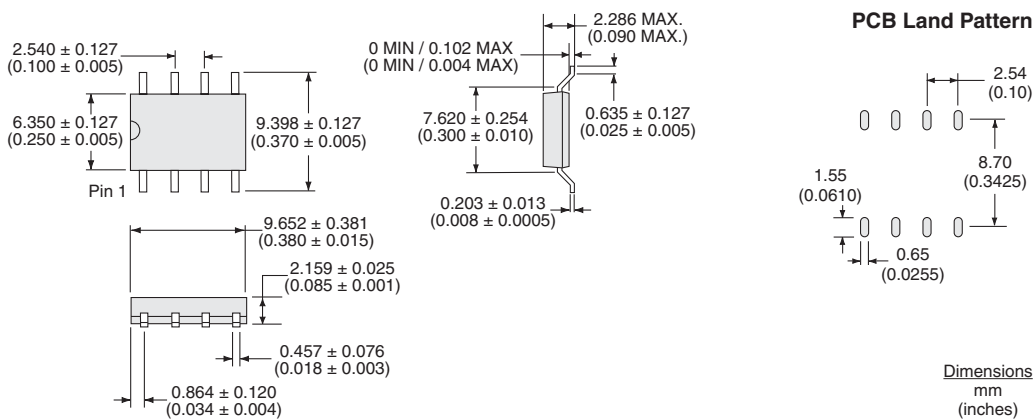 2.540 ± 0.127
(0.100 ± 0.005)
6.350 ± 0.127
(0.250 ± 0.005)
9.398 ± 0.127
(0.370 ± 0.005)
Pin 1
9.652 ± 0.381
(0.380 ± 0.015)
2.159 ± 0.025
(0.085 ± 0.001)
0.457 ± 0.076
(0.018 ± 0.003)
0.864 ± 0.120
(0.034 ± 0.004)
2.286 MAX.
(0.090 MAX.)
0 MIN / 0.102 MAX
(0 MIN / 0.004 MAX)
7.620 ± 0.254
(0.300 ± 0.010)
0.635 ± 0.127
(0.025 ± 0.005)
0.203 ± 0.013
(0.008 ± 0.0005)
PCB Land Pattern
2.54
(0.10)
8.70
(0.3425)
1.55
(0.0610)
0.65
(0.0255)
Dimensions
mm
(inches)